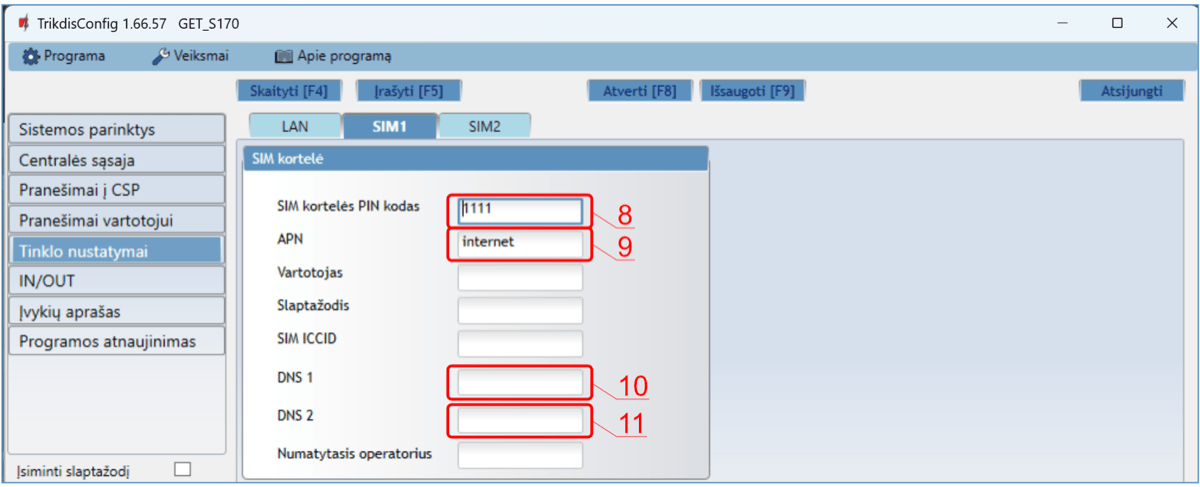 TrikdisConfig 1.66.57 GET_S170
Programa Veiksmai Apie programą
Skaityti [F4] Įrašyti [F5] Atverti [F8] Išsaugoti [F9] Atsijungti
Sistemos parinktys
Centralės sąsaja
Pranešimai į CSP
Pranešimai vartotojui
Tinklo nustatymai
IN/OUT
Įvykių aprašas
Programos atnaujinimas
Įsiminti slaptažodį
LAN SIM1 SIM2
SIM kortelė
SIM kortelės PIN kodas 1111 8
APN internet 9
Vartotojas
Slaptažodis
SIM ICCID
DNS 1 10
DNS 2 11
Numatytasis operatorius